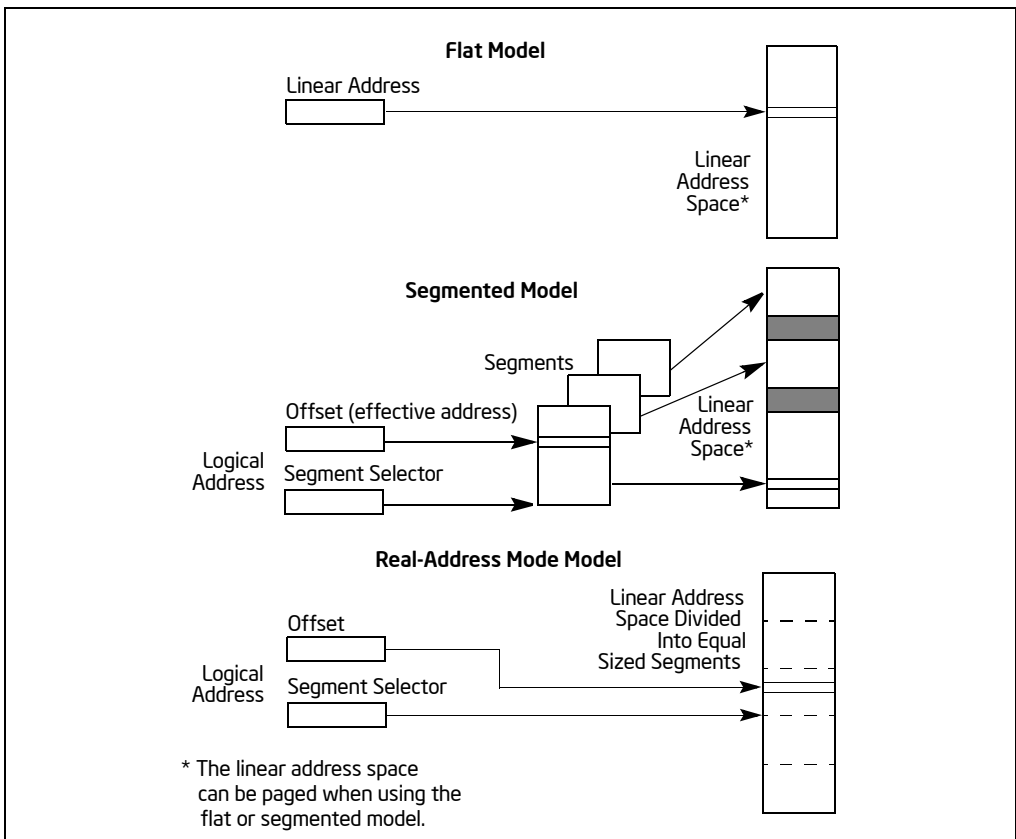 Flat Model
Linear Address
Linear
Address
Space*
Segmented Model
Segments
Offset (effective address)
Logical
Address
Segment Selector
Linear
Address
Space*
Real-Address Mode Model
Offset
Logical
Address
Segment Selector
Linear Address
Space Divided
Into Equal
Sized Segments
* The linear address space
can be paged when using the
flat or segmented model.